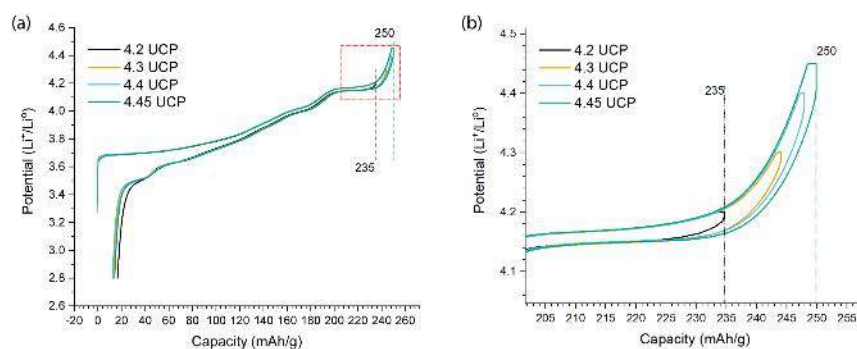 (a)
4.6
4.4
4.2
4.0
3.8
3.6
3.4
3.2
3.0
2.8
2.6
Potential (Li⁺/Li⁰)
4.2 UCP
4.3 UCP
4.4 UCP
4.45 UCP
250
235
-20 0 20 40 60 80 100 120 140 160 180 200 220 240 260
Capacity (mAh/g)
(b)
4.5
4.4
4.3
4.2
4.1
Potential (Li⁺/Li⁰)
4.2 UCP
4.3 UCP
4.4 UCP
4.45 UCP
235
250
205 210 215 220 225 230 235 240 245 250 255
Capacity (mAh/g)